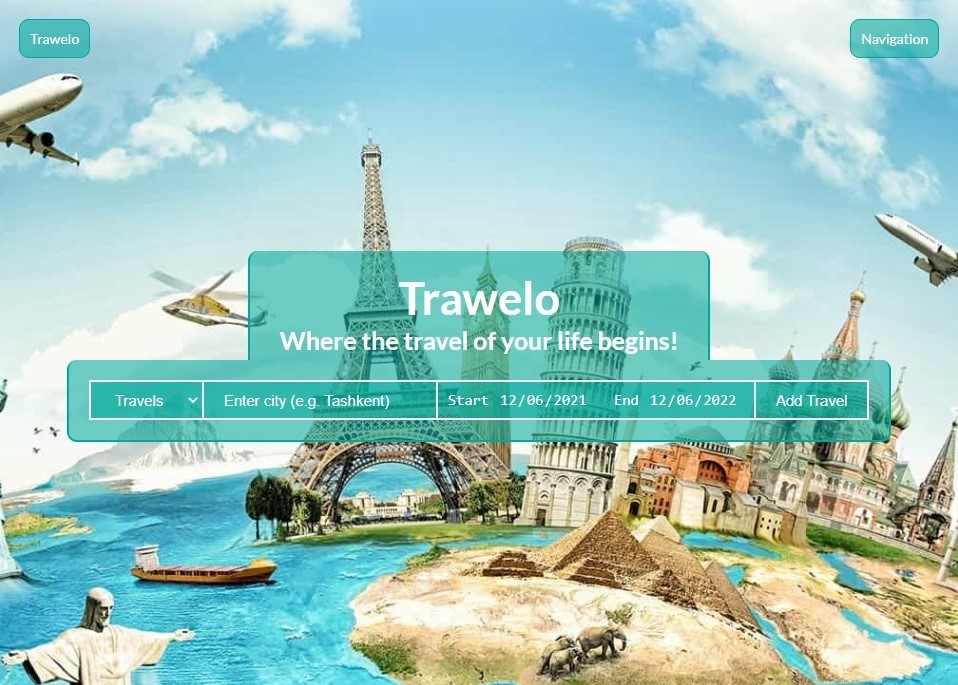 Trawelo
Navigation
Trawelo
Where the travel of your life begins!
Travels Enter city (e.g. Tashkent) Start 12/06/2021 End 12/06/2022 Add Travel